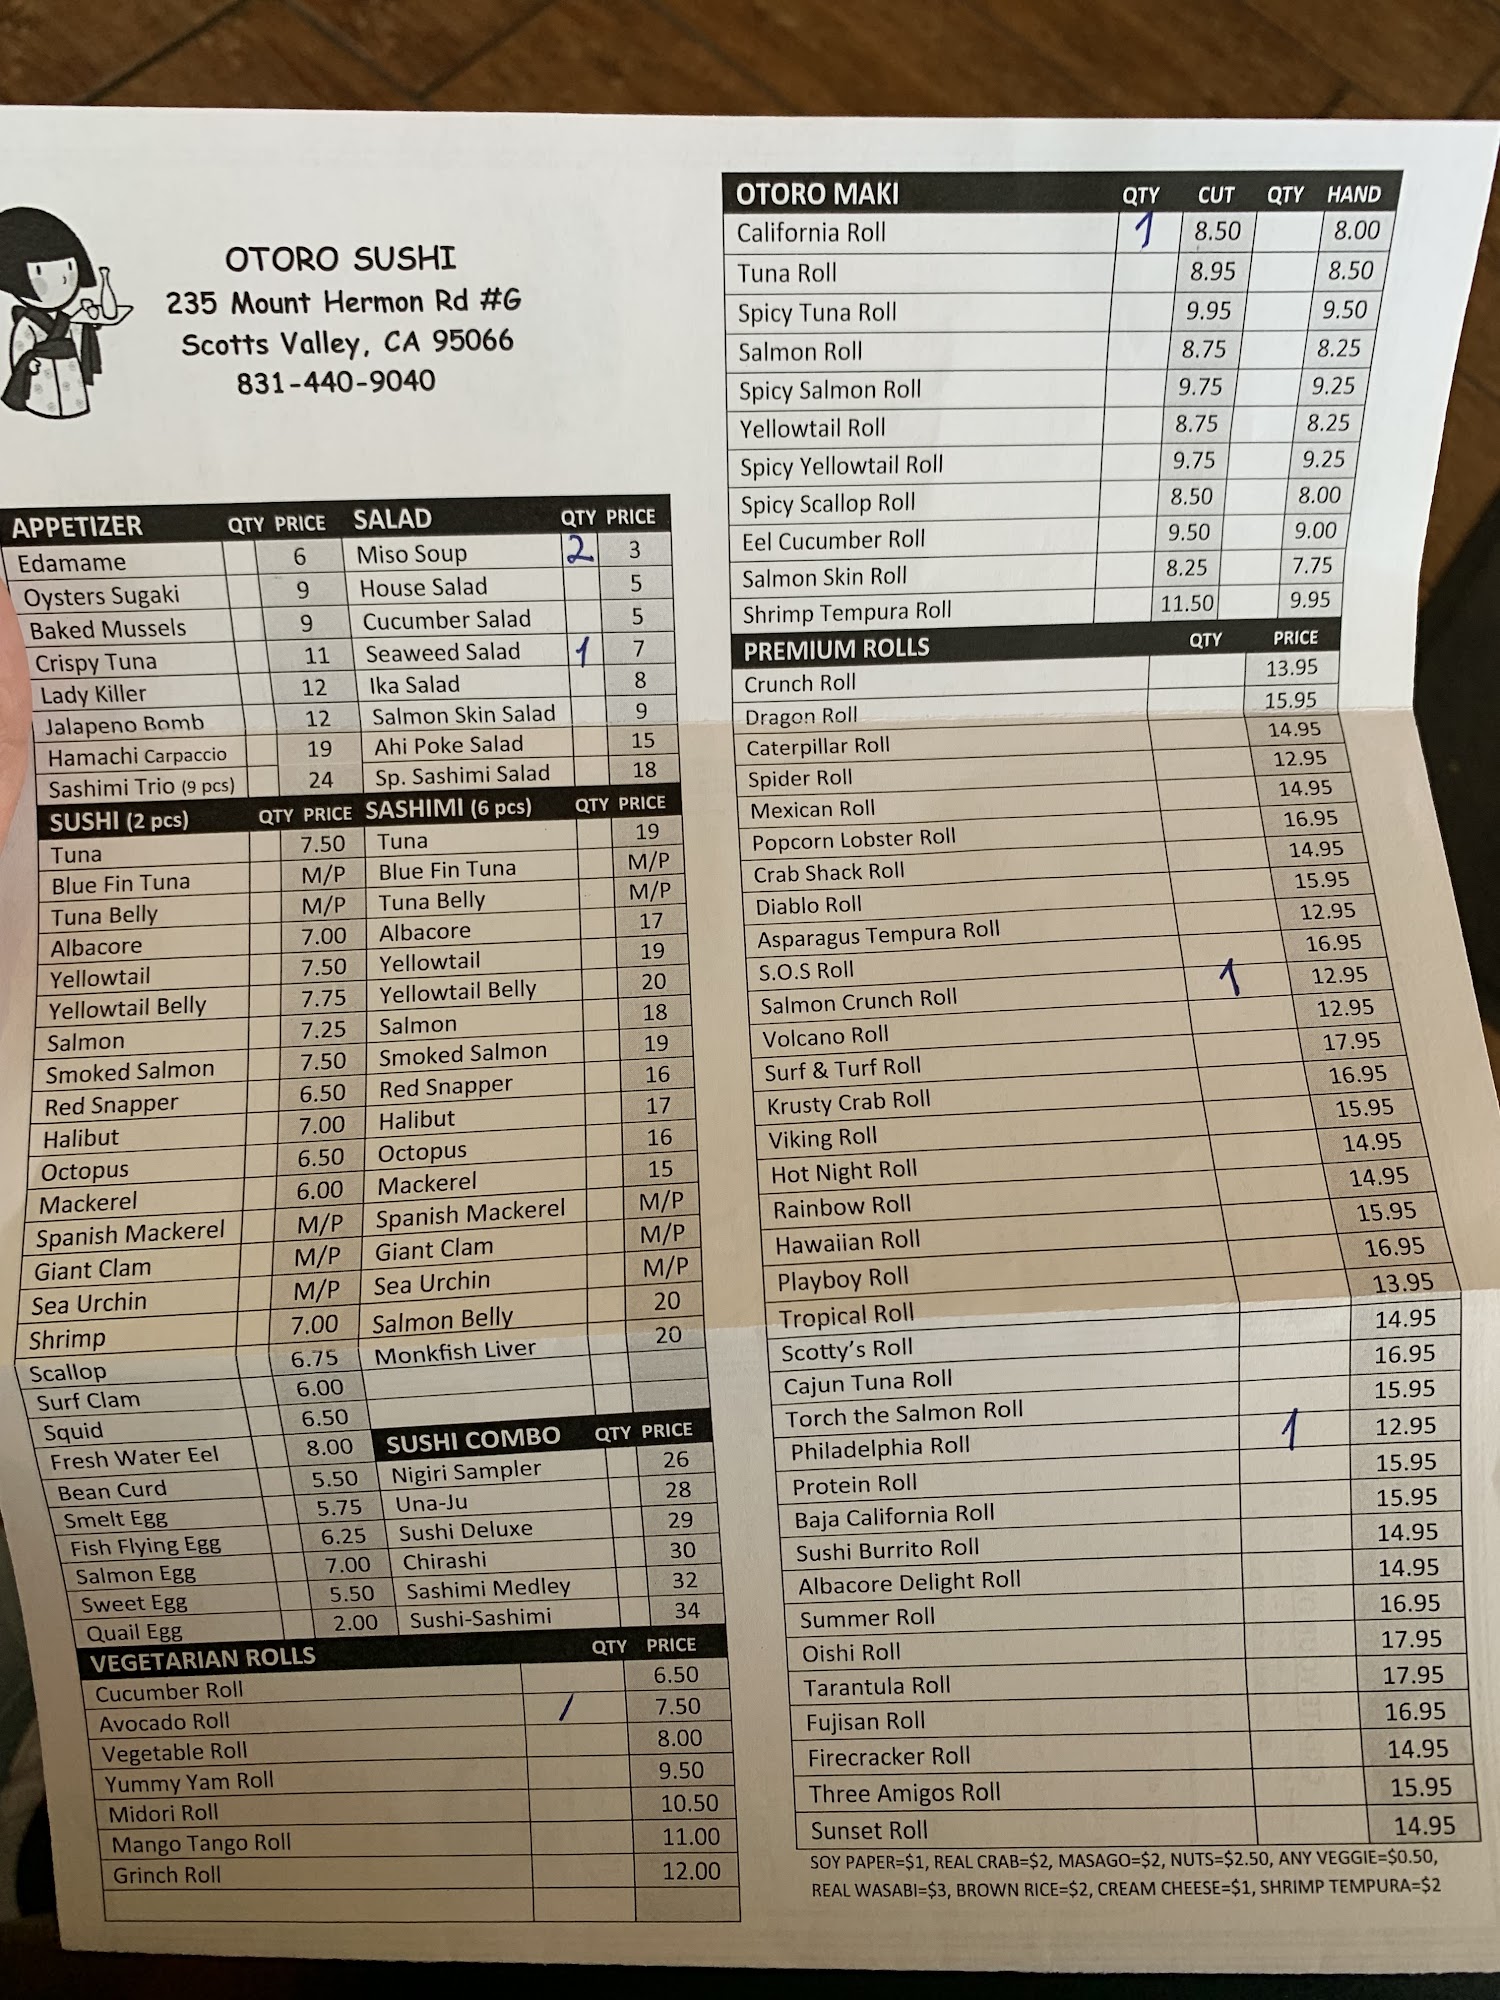 OTORO SUSHI
235 Mount Hermon Rd #G
Scotts Valley, CA 95066
831-440-9040
APPETIZER QTY PRICE SALAD QTY PRICE
Edamame 6 Miso Soup 2 3
Oysters Sugaki 9 House Salad 5
Baked Mussels 9 Cucumber Salad 5
Crispy Tuna 11 Seaweed Salad 1 7
Lady Killer 12 Ika Salad 8
Jalapeno Bomb 12 Salmon Skin Salad 9
Hamachi Carpaccio 19 Ahi Poke Salad 15
Sashimi Trio (9 pcs) 24 Sp. Sashimi Salad 18
SUSHI (2 pcs) QTY PRICE SASHIMI (6 pcs) QTY PRICE
Tuna 7.50 Tuna 19
Blue Fin Tuna M/P Blue Fin Tuna M/P
Tuna Belly M/P Tuna Belly M/P
Albacore 7.00 Albacore 17
Yellowtail 7.50 Yellowtail 19
Yellowtail Belly 7.75 Yellowtail Belly 20
Salmon 7.25 Salmon 18
Smoked Salmon 7.50 Smoked Salmon 19
Red Snapper 6.50 Red Snapper 16
Halibut 7.00 Halibut 17
Octopus 6.50 Octopus 16
Mackerel 6.00 Mackerel 15
Spanish Mackerel M/P Spanish Mackerel M/P
Giant Clam M/P Giant Clam M/P
Sea Urchin M/P Sea Urchin M/P
Shrimp 7.00 Salmon Belly 20
Scallop 6.75 Monkfish Liver 20
Surf Clam 6.00
Squid 6.50
Fresh Water Eel 8.00 SUSHI COMBO QTY PRICE
Bean Curd 5.50 Nigiri Sampler 26
Smelt Egg 5.75 Una-Ju 28
Fish Flying Egg 6.25 Sushi Deluxe 29
Salmon Egg 7.00 Chirashi 30
Sweet Egg 5.50 Sashimi Medley 32
Quail Egg 2.00 Sushi-Sashimi 34
VEGETARIAN ROLLS QTY PRICE
Cucumber Roll 6.50
Avocado Roll / 7.50
Vegetable Roll 8.00
Yummy Yam Roll 9.50
Midori Roll 10.50
Mango Tango Roll 11.00
Grinch Roll 12.00
OTORO MAKI QTY CUT QTY HAND
California Roll 1 8.50 8.00
Tuna Roll 8.95 8.50
Spicy Tuna Roll 9.95 9.50
Salmon Roll 8.75 8.25
Spicy Salmon Roll 9.75 9.25
Yellowtail Roll 8.75 8.25
Spicy Yellowtail Roll 9.75 9.25
Spicy Scallop Roll 8.50 8.00
Eel Cucumber Roll 9.50 9.00
Salmon Skin Roll 8.25 7.75
Shrimp Tempura Roll 11.50 9.95
PREMIUM ROLLS QTY PRICE
Crunch Roll 13.95
Dragon Roll 15.95
Caterpillar Roll 14.95
Spider Roll 12.95
Mexican Roll 14.95
Popcorn Lobster Roll 16.95
Crab Shack Roll 14.95
Diablo Roll 15.95
Asparagus Tempura Roll 12.95
S.O.S Roll 16.95
Salmon Crunch Roll 1 12.95
Volcano Roll 12.95
Surf & Turf Roll 17.95
Krusty Crab Roll 16.95
Viking Roll 15.95
Hot Night Roll 14.95
Rainbow Roll 14.95
Hawaiian Roll 15.95
Playboy Roll 16.95
Tropical Roll 13.95
Scotty's Roll 14.95
Cajun Tuna Roll 16.95
Torch the Salmon Roll 15.95
Philadelphia Roll 1 12.95
Protein Roll 15.95
Baja California Roll 15.95
Sushi Burrito Roll 14.95
Albacore Delight Roll 14.95
Summer Roll 16.95
Oishi Roll 17.95
Tarantula Roll 17.95
Fujisan Roll 16.95
Firecracker Roll 14.95
Three Amigos Roll 15.95
Sunset Roll 14.95
SOY PAPER=$1, REAL CRAB=$2, MASAGO=$2, NUTS=$2.50, ANY VEGGIE=$0.50,
REAL WASABI=$3, BROWN RICE=$2, CREAM CHEESE=$1, SHRIMP TEMPURA=$2